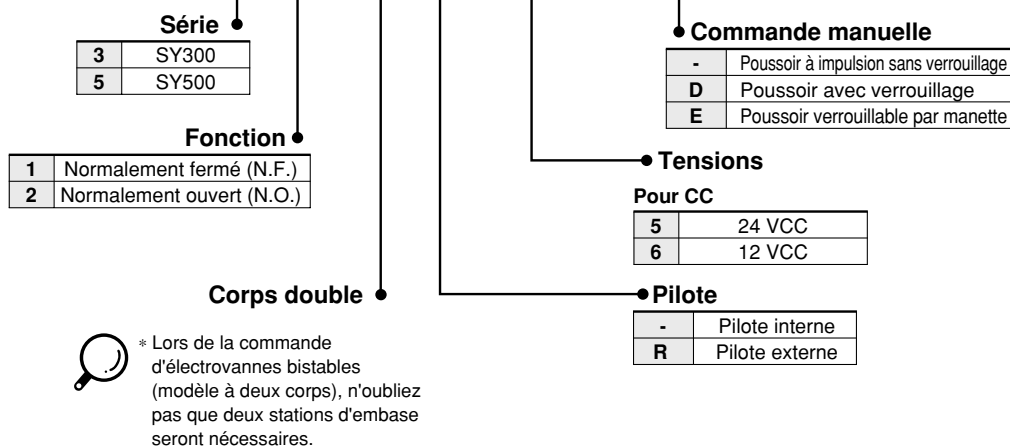 Série
3 SY300
5 SY500
Fonction
1 Normalement fermé (N.F.)
2 Normalement ouvert (N.O.)
Corps double
* Lors de la commande
d'électrovannes bistables
(modèle à deux corps), n'oubliez
pas que deux stations d'embase
seront nécessaires.
Commande manuelle
- Poussoir à impulsion sans verrouillage
D Poussoir avec verrouillage
E Poussoir verrouillable par manette
Tensions
Pour CC
5 24 VCC
6 12 VCC
Pilote
- Pilote interne
R Pilote externe